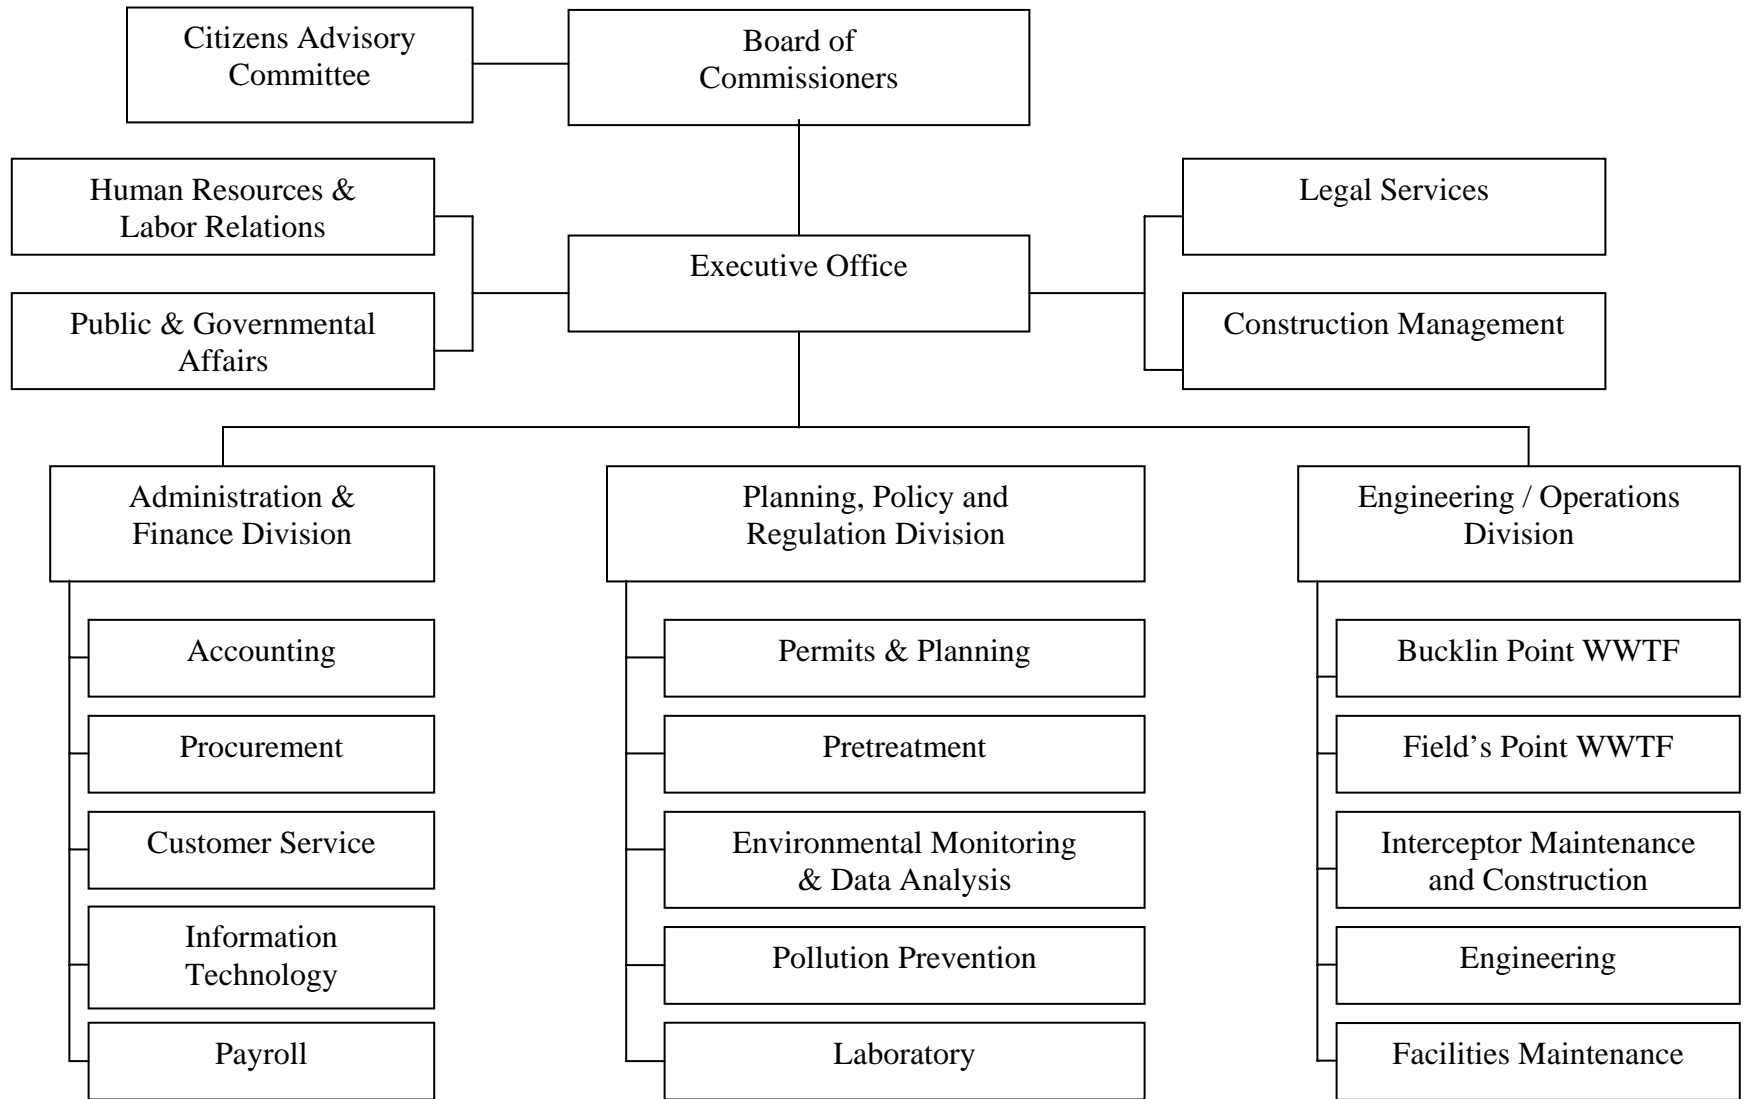 Citizens Advisory
Committee
Board of
Commissioners
Human Resources &
Labor Relations
Legal Services
Executive Office
Public & Governmental
Affairs
Construction Management
Administration &
Finance Division
Planning, Policy and
Regulation Division
Engineering / Operations
Division
Accounting
Procurement
Customer Service
Information
Technology
Payroll
Permits & Planning
Pretreatment
Environmental Monitoring
& Data Analysis
Pollution Prevention
Laboratory
Bucklin Point WWTF
Field’s Point WWTF
Interceptor Maintenance
and Construction
Engineering
Facilities Maintenance